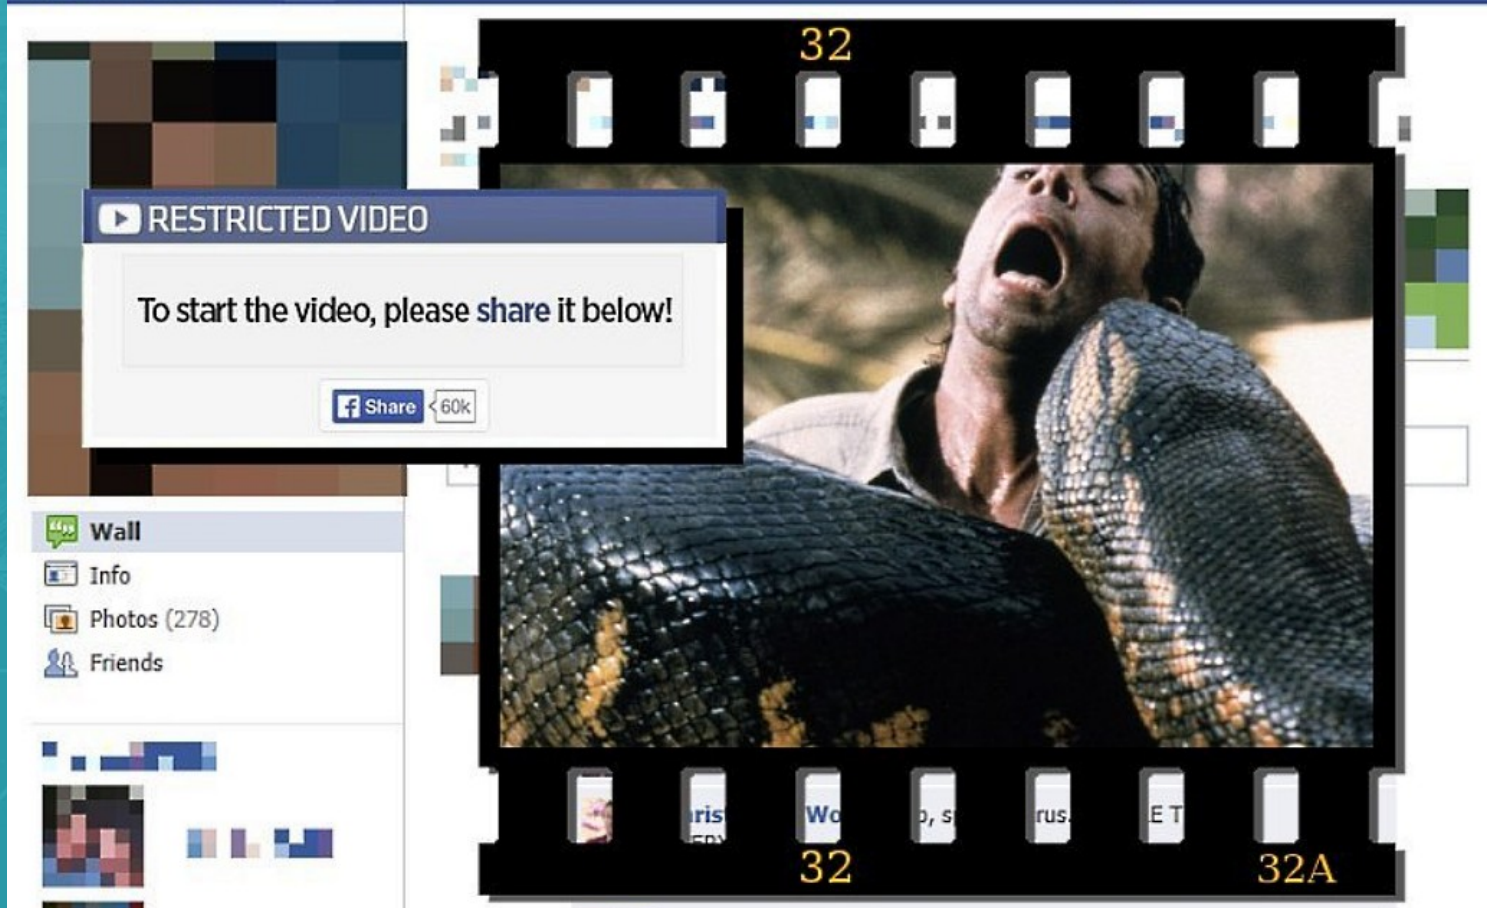 32
RESTRICTED VIDEO
To start the video, please share it below!
f Share 60k
Wall
Info
Photos (278)
Friends
32
32A